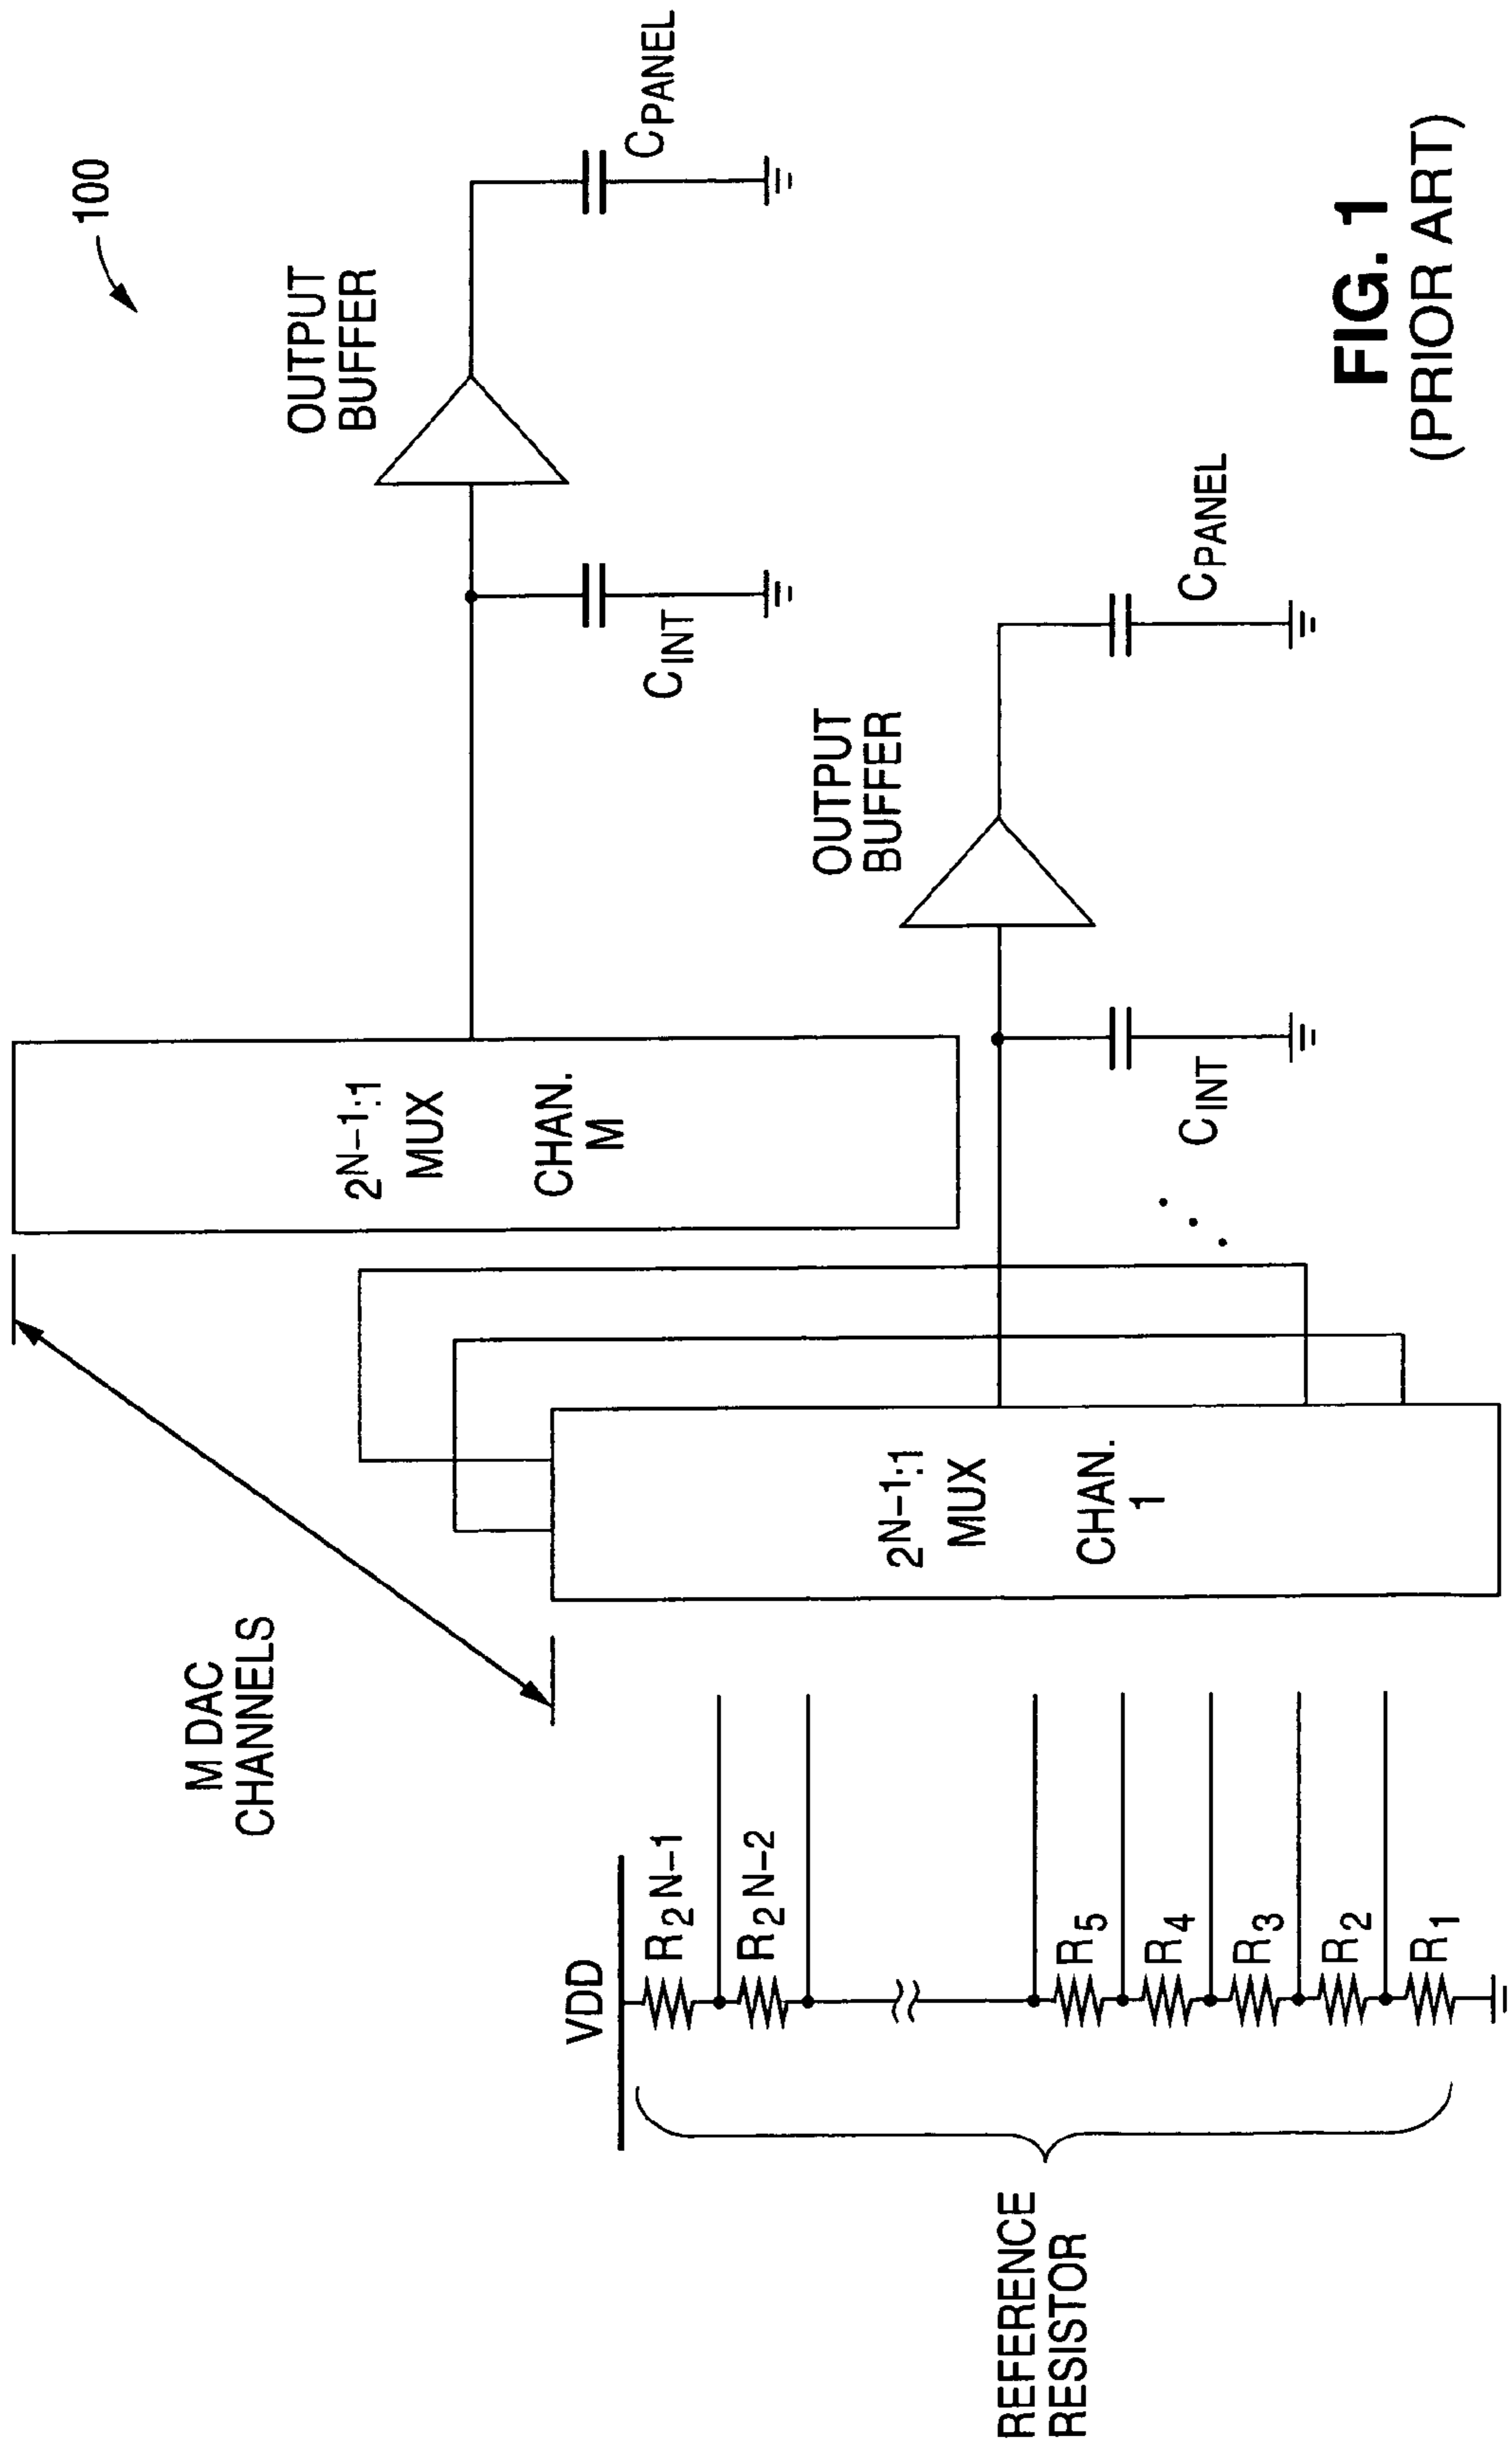 100
M DAC
CHANNELS
OUTPUT
BUFFER
2N-1:1
MUX
CHAN.
M
CINT
CPANEL
VDD
R2N-1
R2N-2
R5
R4
R3
R2
R1
REFERENCE
RESISTOR
2N-1:1
MUX
CHAN.
1
OUTPUT
BUFFER
CINT
CPANEL
FIG. 1
(PRIOR ART)